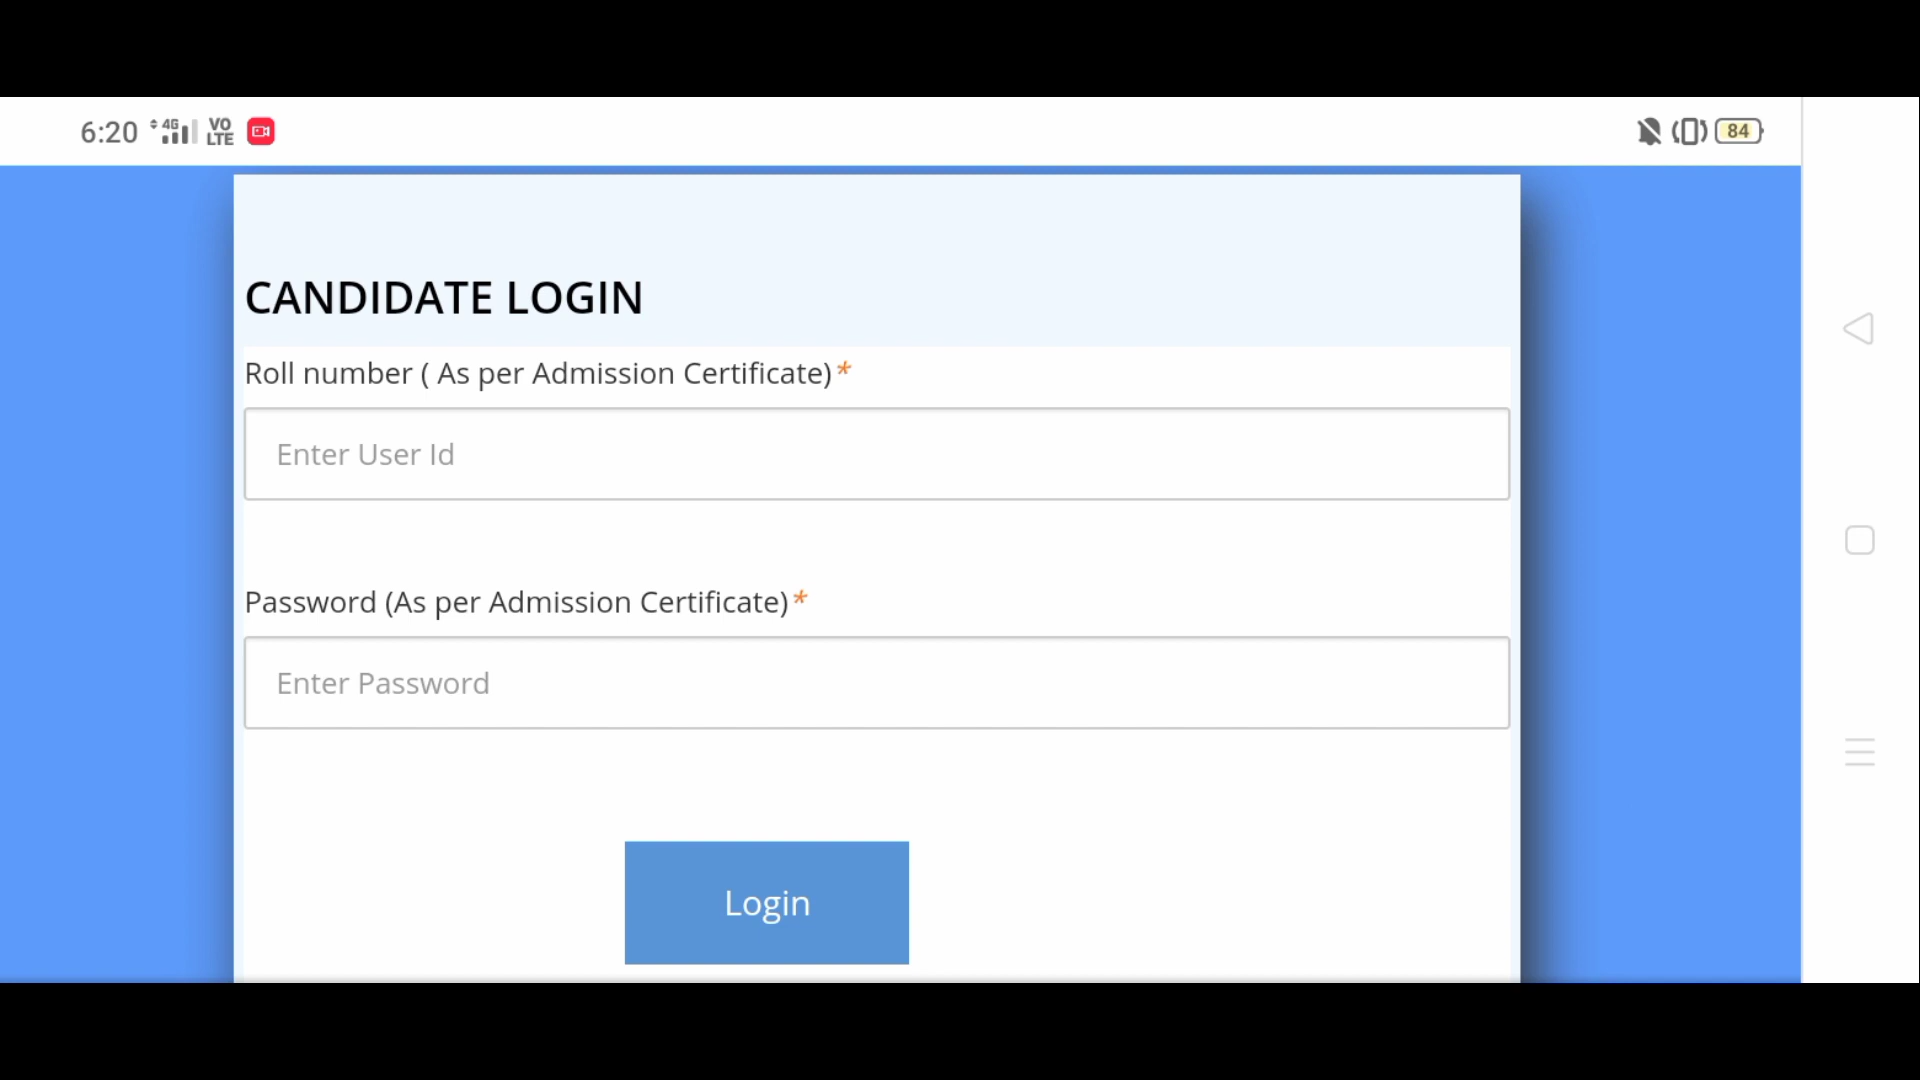 6:20 4G VO LTE 84
CANDIDATE LOGIN
Roll number ( As per Admission Certificate)*
Enter User Id
Password (As per Admission Certificate)*
Enter Password
Login